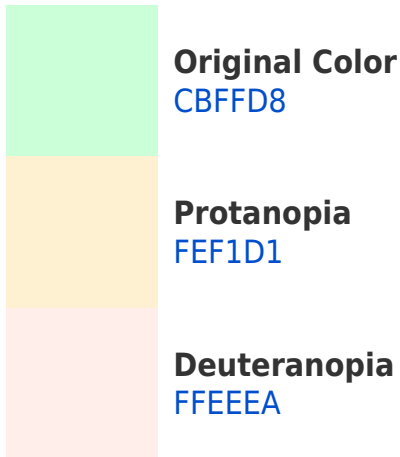 Original Color
CBFFD8
Protanopia
FEF1D1
Deuteranopia
FFEEEA